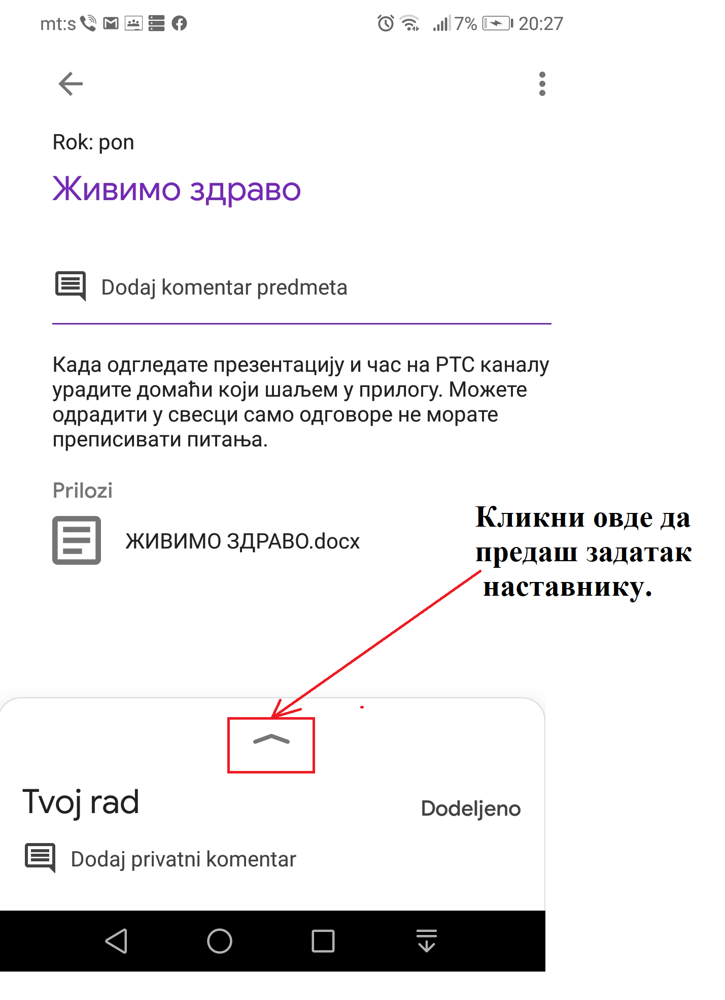 mt:s 7% 20:27
Rok: pon
Живимо здраво
Dodaj komentar predmeta
Када одгледате презентацију и час на РТС каналу
урадите домаћи који шаљем у прилогу. Можете
одрадити у свесци само одговоре не морате
преписивати питања.
Prilozi
ЖИВИМО ЗДРАВО.docx
Кликни овде да
предаш задатак
наставнику.
Tvoj rad
Dodeljeno
Dodaj privatni komentar